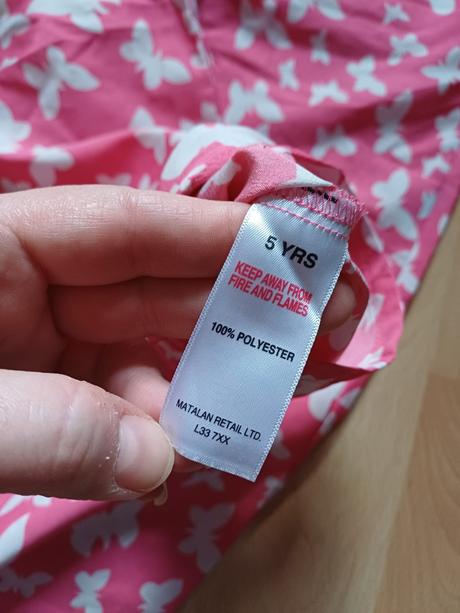 5 YRS
KEEP AWAY FROM
FIRE AND FLAMES
100% POLYESTER
MATALAN RETAIL LTD.
L33 7XX